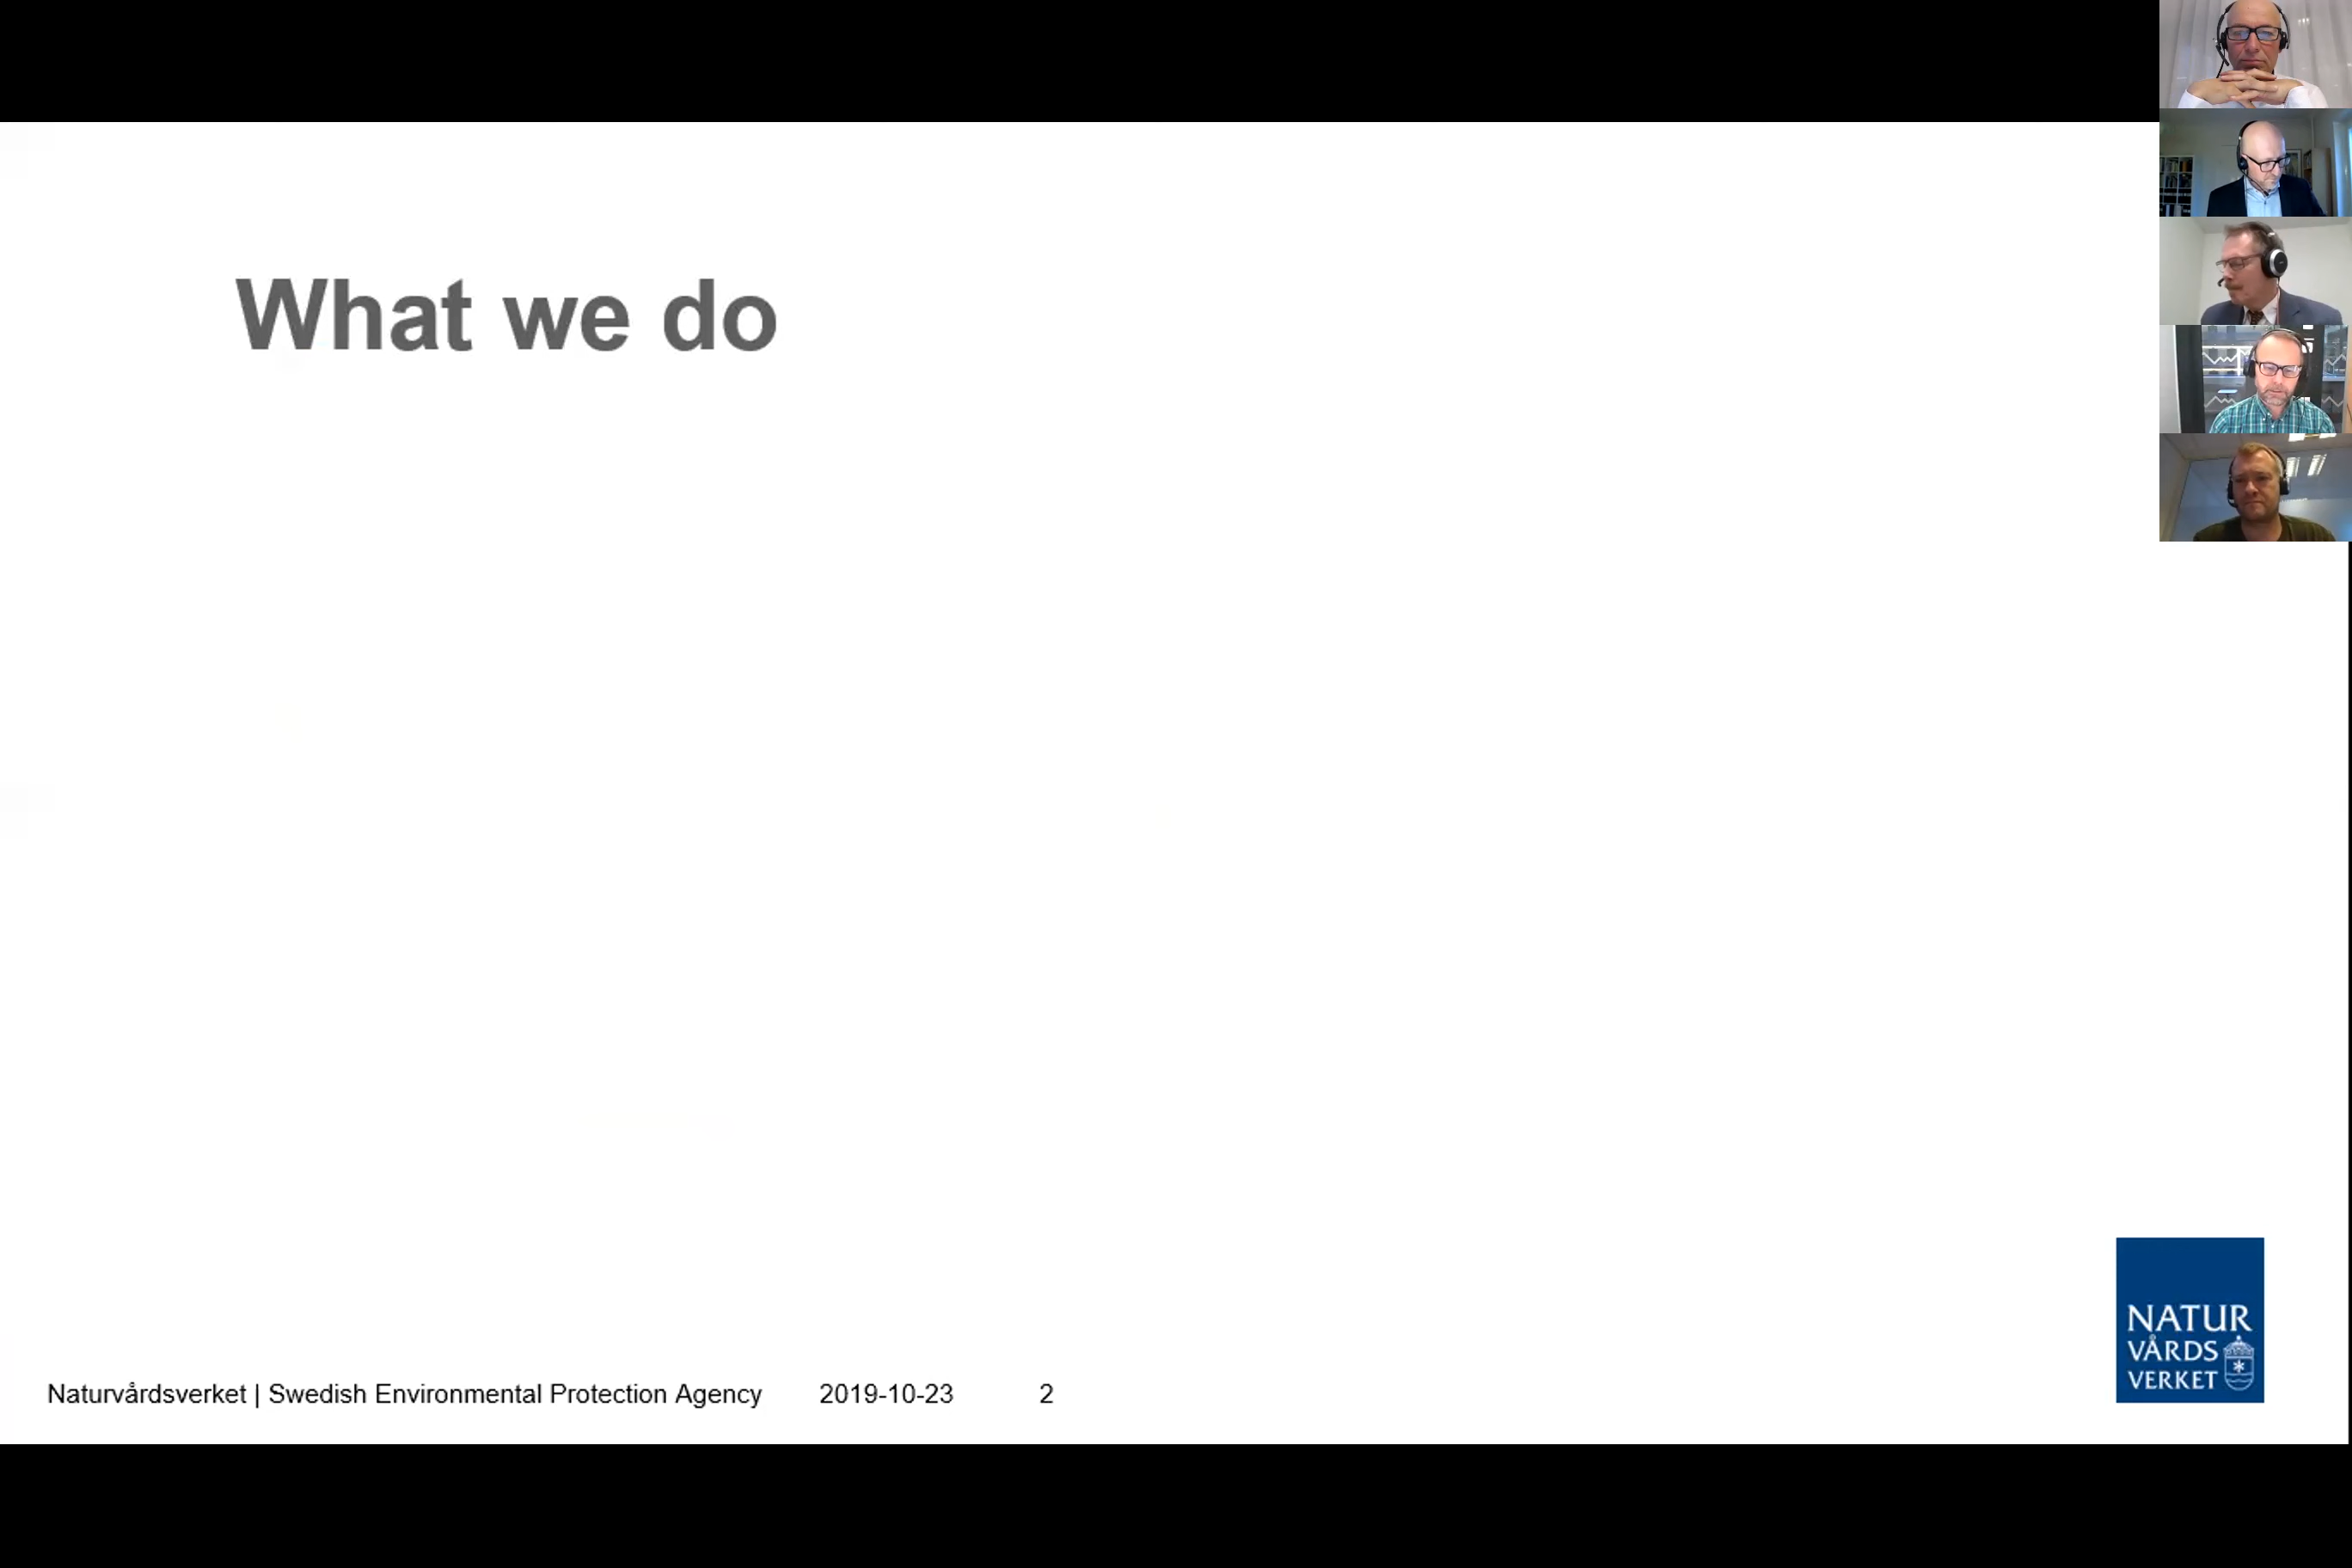 What we do
Naturvårdsverket | Swedish Environmental Protection Agency 2019-10-23 2
NATUR
VÅRDS
VERKET